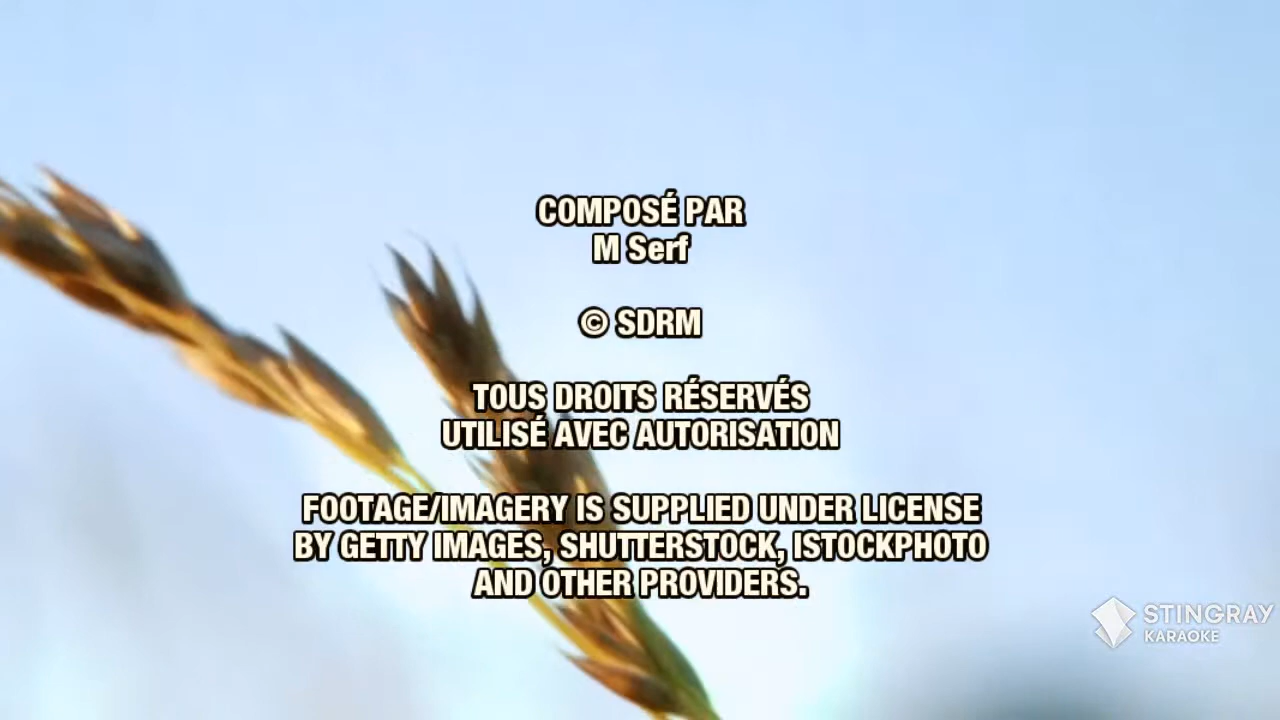 COMPOSÉ PAR
M Serf
© SDRM
TOUS DROITS RÉSERVÉS
UTILISÉ AVEC AUTORISATION
FOOTAGE/IMAGERY IS SUPPLIED UNDER LICENSE
BY GETTY IMAGES, SHUTTERSTOCK, ISTOCKPHOTO
AND OTHER PROVIDERS.
STINGRAY
KARAOKE